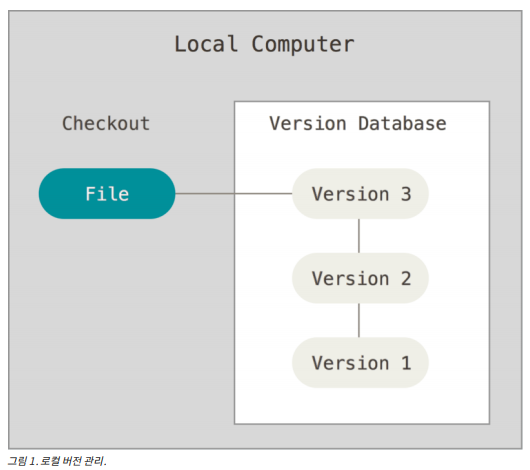 Local Computer
Checkout
Version Database
File
Version 3
Version 2
Version 1
그림 1. 로컬 버전 관리.